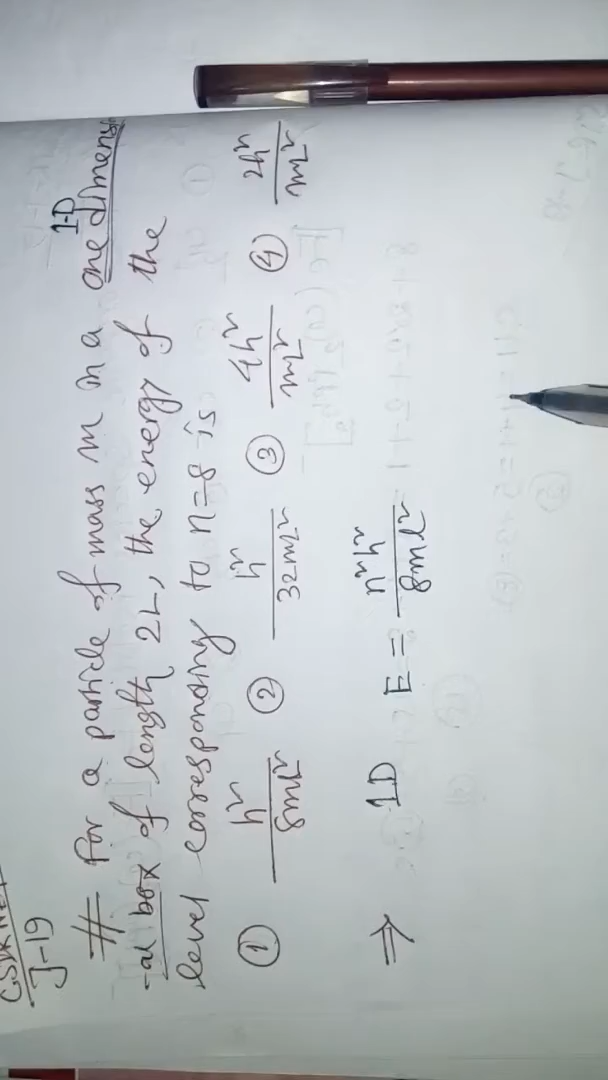 CSIR NET
J-19
# For a particle of mass m in a one dimension
1-D
-al box of length 2L, the energy of the
level corresponding to n=8 is
① h²/8mL² ② h²/32mL² ③ 4h²/mL² ④ 2h²/mL²
⇒ 1D E = n²h²/8ml²